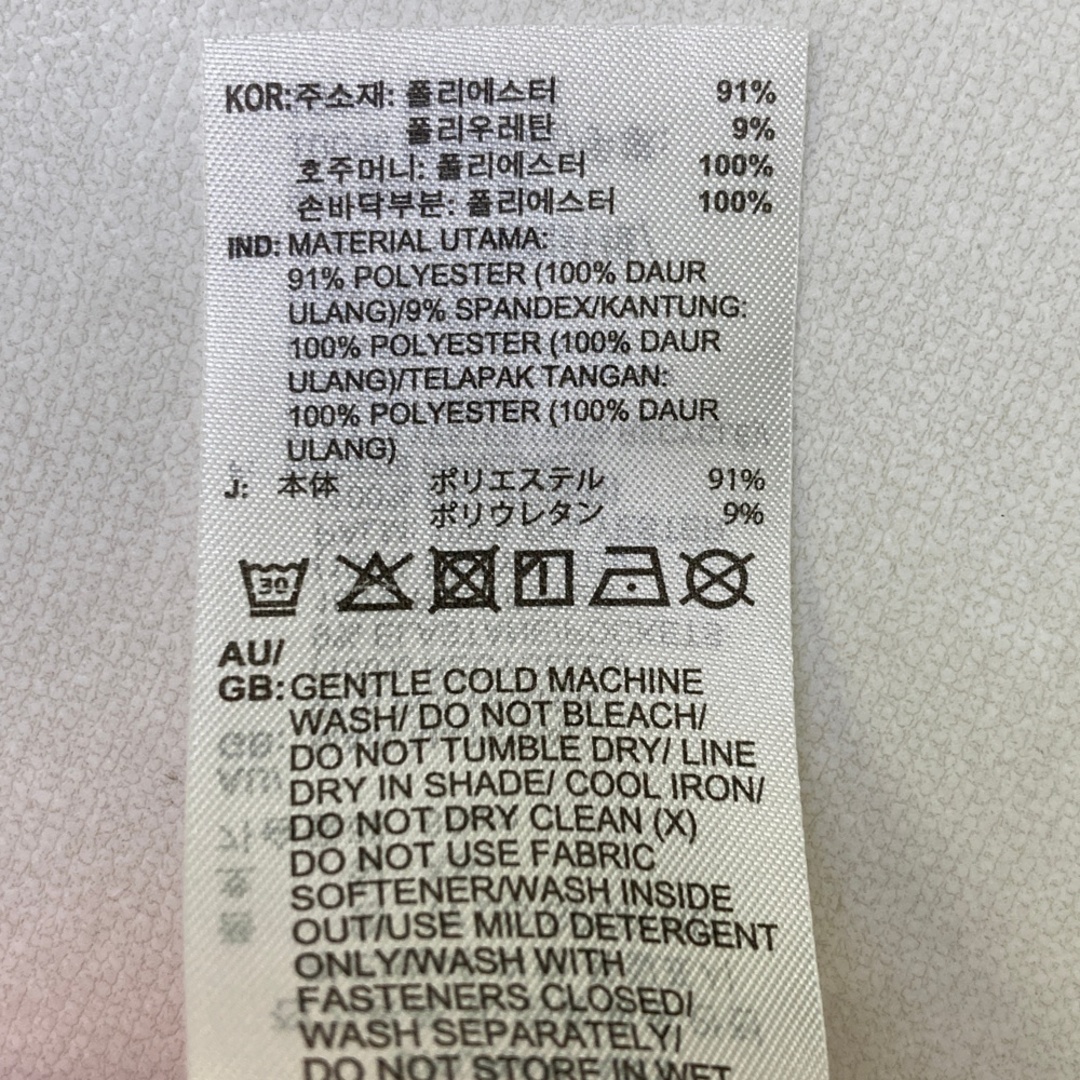 KOR:주소재: 폴리에스터 91%
폴리우레탄 9%
호주머니: 폴리에스터 100%
손바닥부분: 폴리에스터 100%
IND: MATERIAL UTAMA:
91% POLYESTER (100% DAUR
ULANG)/9% SPANDEX/KANTUNG:
100% POLYESTER (100% DAUR
ULANG)/TELAPAK TANGAN:
100% POLYESTER (100% DAUR
ULANG)
J: 本体 ポリエステル 91%
ポリウレタン 9%
30
AU/
GB: GENTLE COLD MACHINE
WASH/ DO NOT BLEACH/
DO NOT TUMBLE DRY/ LINE
DRY IN SHADE/ COOL IRON/
DO NOT DRY CLEAN (X)
DO NOT USE FABRIC
SOFTENER/WASH INSIDE
OUT/USE MILD DETERGENT
ONLY/WASH WITH
FASTENERS CLOSED/
WASH SEPARATELY/
DO NOT STORE IN WET